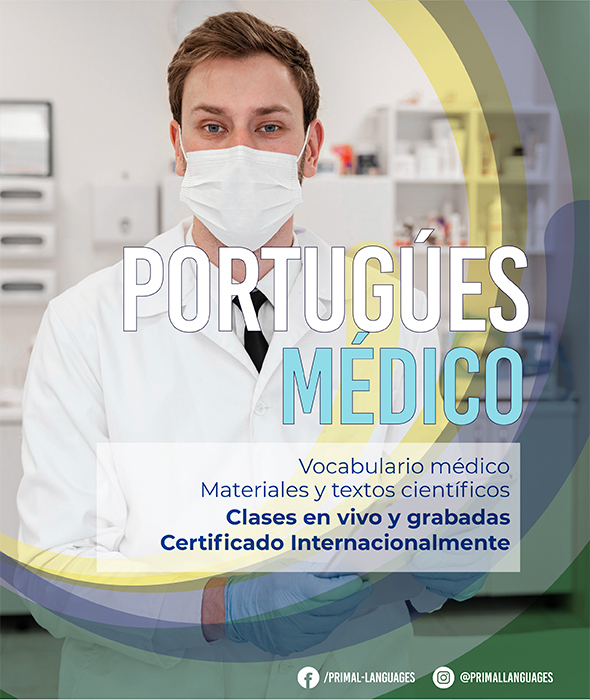 PORTUGÚES
MÉDICO
Vocabulario médico
Materiales y textos científicos
Clases en vivo y grabadas
Certificado Internacionalmente
/PRIMAL-LANGUAGES @PRIMALLANGUAGES